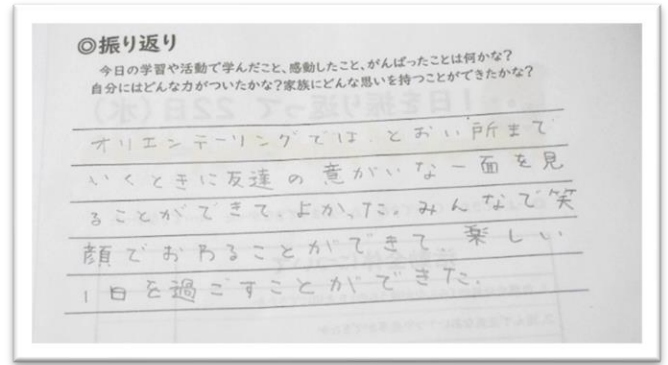 ◎振り返り
今日の学習や活動で学んだこと、感動したこと、がんばったことは何かな?
自分にはどんな力がついたかな?家族にどんな思いを持つことができたかな?
オリエンテーリングでは、とおい所まで
いくときに友達の意がいな一面を見
ることができてよかった。みんなで笑
顔でおわることができて、楽しい
1日を過ごすことができた。